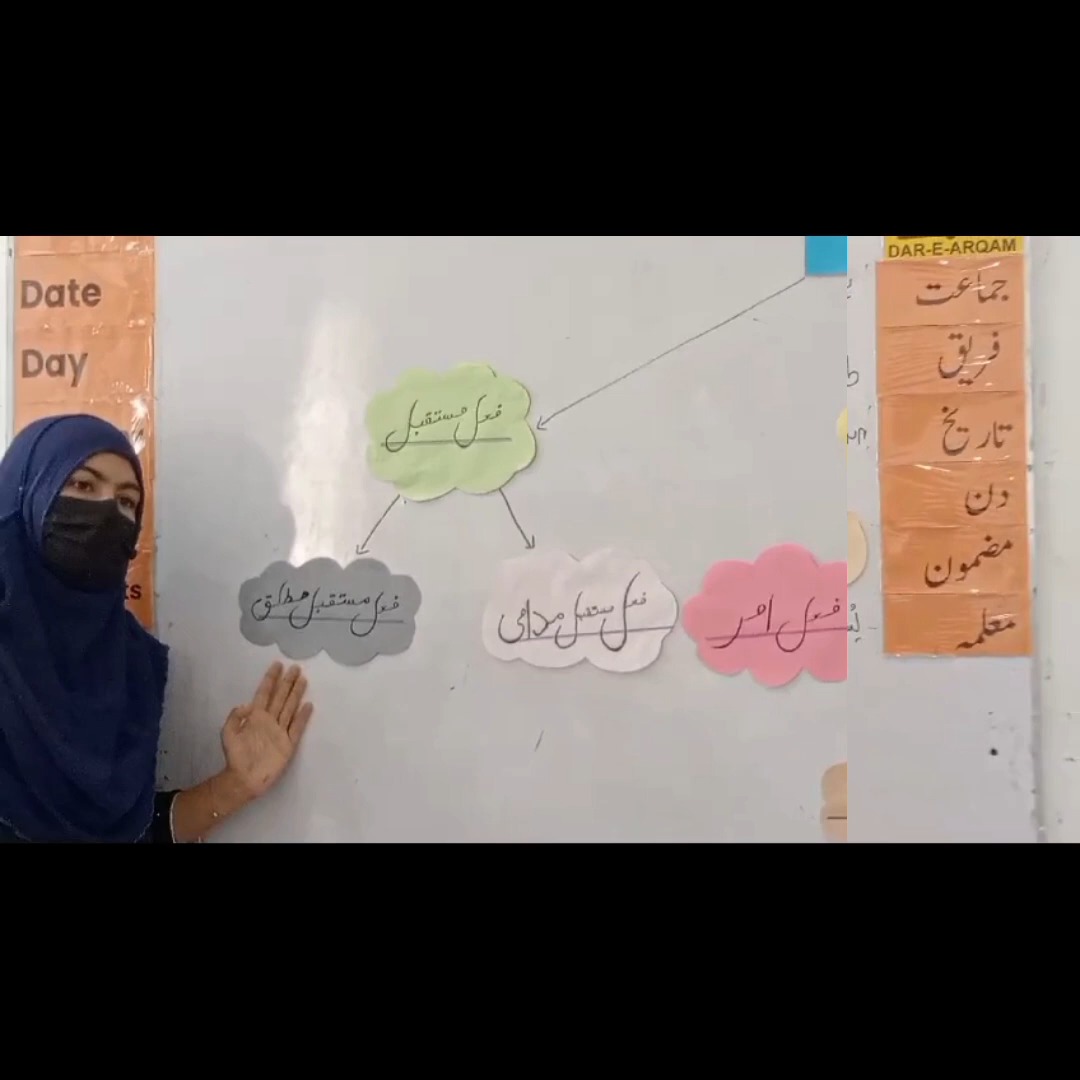 Date
Day
فعل مستقبل
فعل مستقبل مطلق
فعل مستقبل مدامی
فعل امر
DAR-E-ARQAM
جماعت
فریق
تاریخ
دن
مضمون
معلمہ